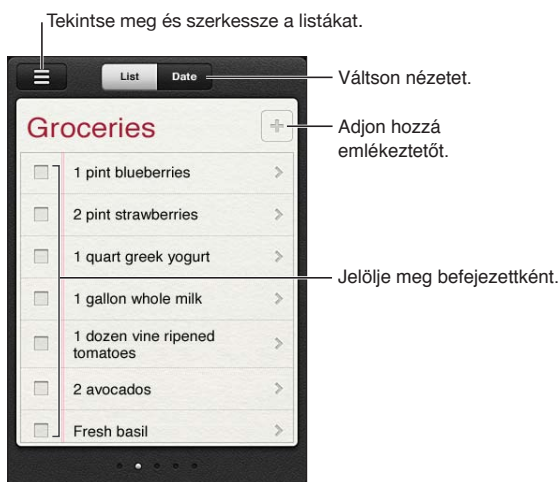 Tekintse meg és szerkessze a listákat.
List Date
Váltson nézetet.
Groceries
Adjon hozzá
emlékeztetőt.
1 pint blueberries
2 pint strawberries
1 quart greek yogurt
Jelölje meg befejezettként.
1 gallon whole milk
1 dozen vine ripened
tomatoes
2 avocados
Fresh basil